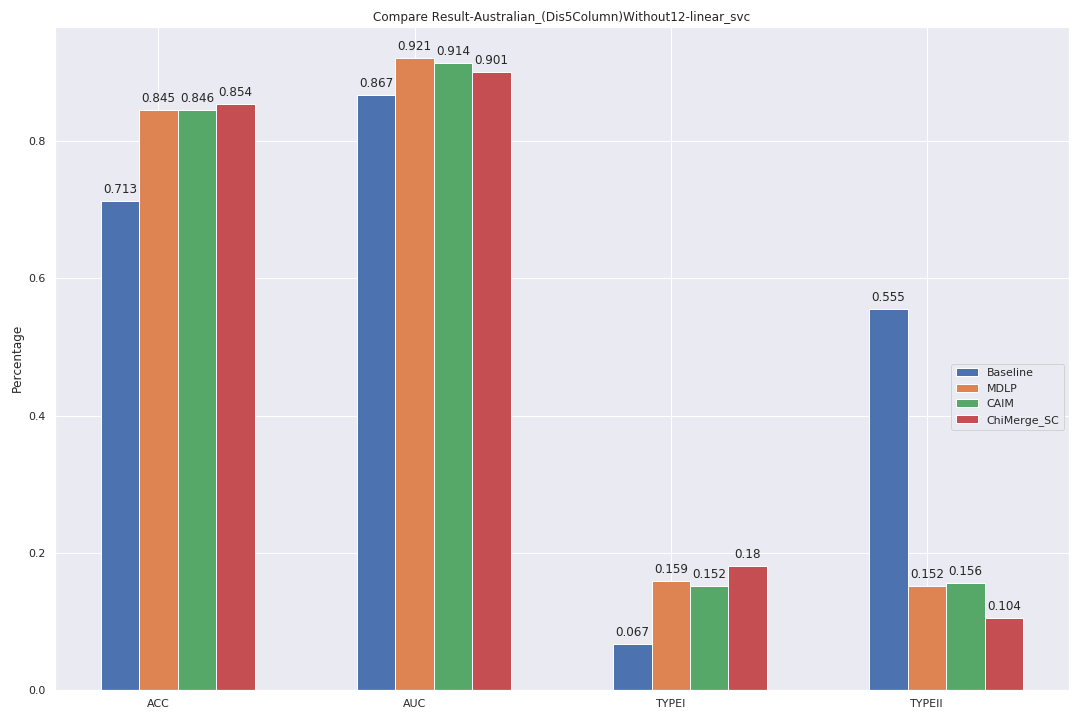 Compare Result-Australian_(Dis5Column)Without12-linear_svc
Percentage
0.8
0.6
0.4
0.2
0.0
0.713
0.845
0.846
0.854
0.867
0.921
0.914
0.901
0.067
0.159
0.152
0.18
0.555
0.152
0.156
0.104
Baseline
MDLP
CAIM
ChiMerge_SC
ACC
AUC
TYPEI
TYPEII